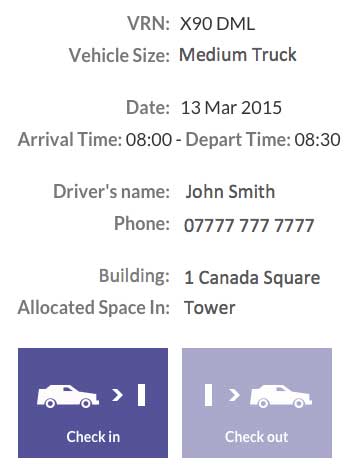 VRN: X90 DML
Vehicle Size: Medium Truck
Date: 13 Mar 2015
Arrival Time: 08:00 - Depart Time: 08:30
Driver's name: John Smith
Phone: 07777 777 7777
Building: 1 Canada Square
Allocated Space In: Tower
Check in Check out